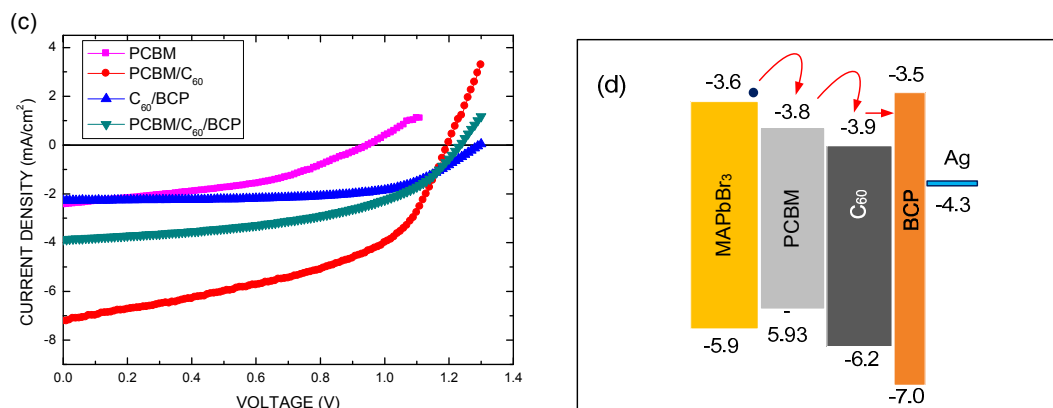 (c)
PCBM
PCBM/C60
C60/BCP
PCBM/C60/BCP
4
2
0
-2
-4
-6
-8
0.0 0.2 0.4 0.6 0.8 1.0 1.2 1.4
CURRENT DENSITY (mA/cm²)
VOLTAGE (V)
(d)
-3.6
-3.8
-3.9
-3.5
MAPbBr3
PCBM
C60
BCP
Ag
-4.3
-5.9
-
5.93
-6.2
-7.0